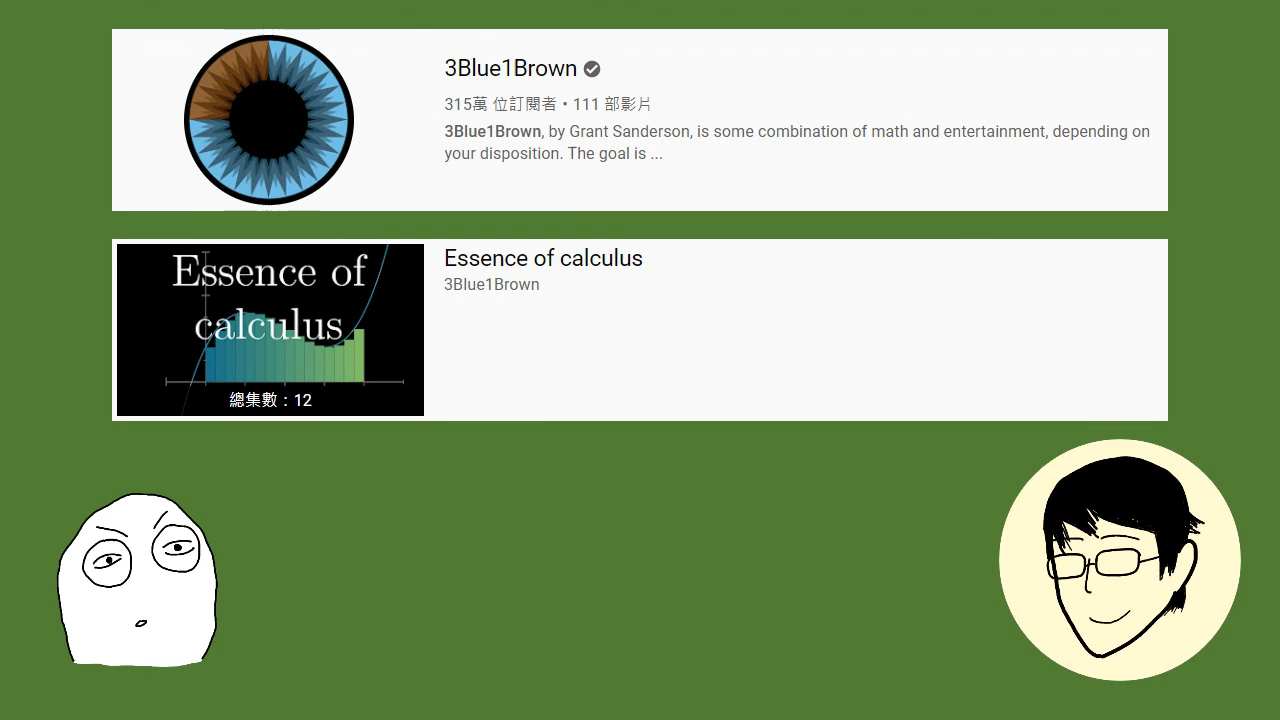 3Blue1Brown
315萬 位訂閱者 • 111 部影片
3Blue1Brown, by Grant Sanderson, is some combination of math and entertainment, depending on
your disposition. The goal is ...
Essence of
calculus
總集數：12
Essence of calculus
3Blue1Brown